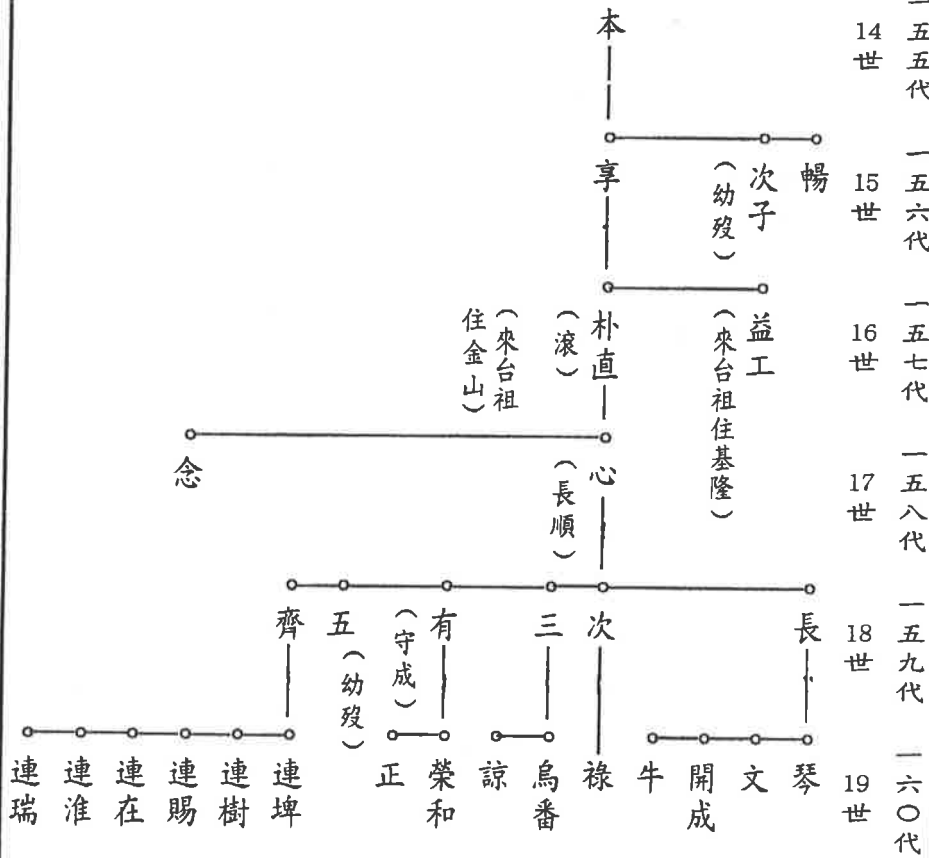 一五五代
14世
本
一五六代
15世
暢
次子
（幼歿）
享
一五七代
16世
益工
（來台祖住基隆）
朴直
（滾）
（來台祖
住金山）
一五八代
17世
心
（長順）
念
一五九代
18世
長
次
三
有
（守成）
五
（幼歿）
齊
一六〇代
19世
琴
文
開成
牛
祿
烏番
諒
榮和
正
連埤
連樹
連賜
連在
連淮
連瑞